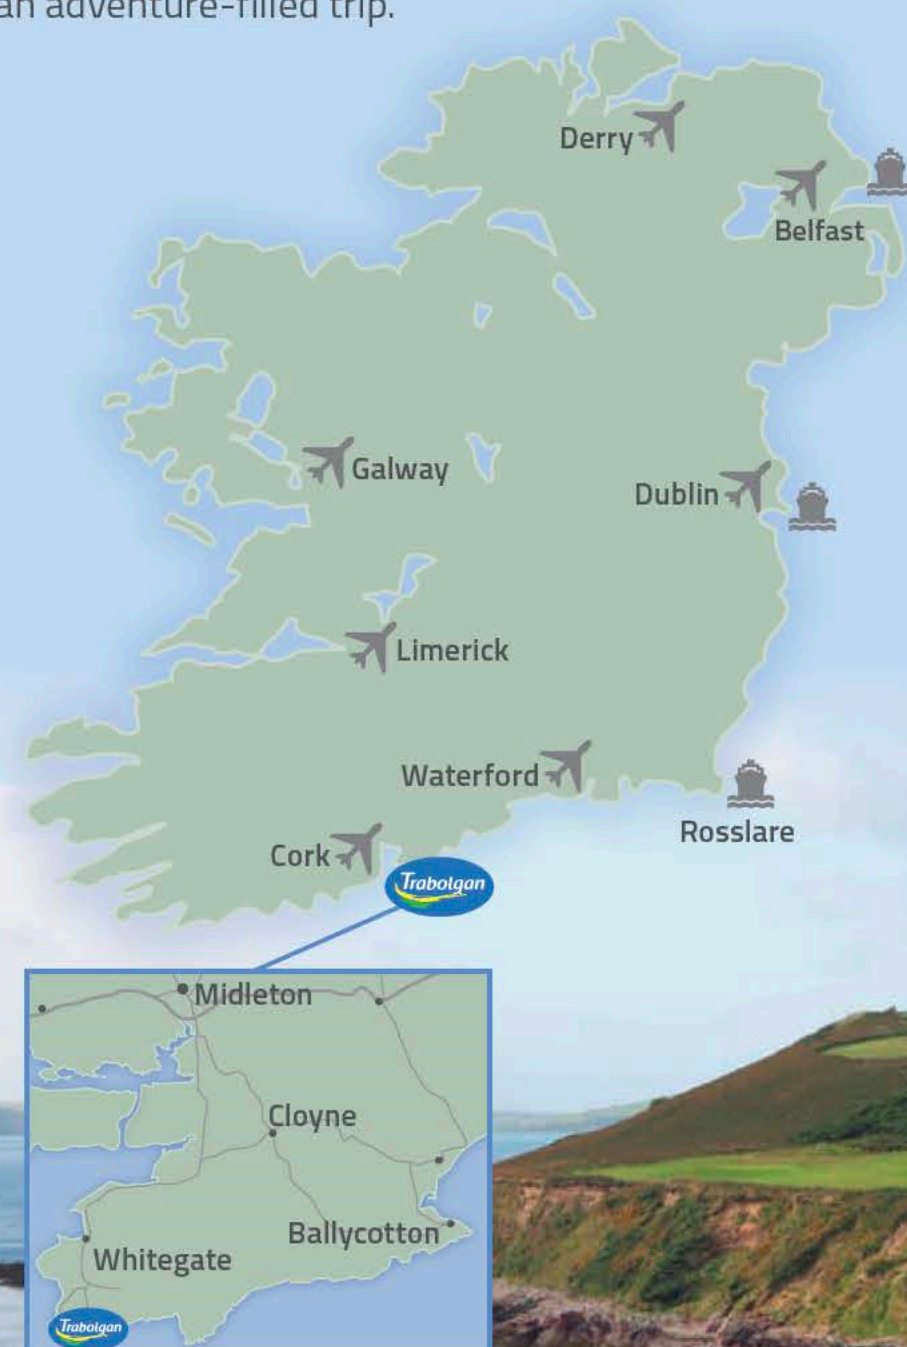 an adventure-filled trip.
Derry
Belfast
Galway
Dublin
Limerick
Waterford
Rosslare
Cork
Trabolgan
Midleton
Cloyne
Ballycotton
Whitegate
Trabolgan